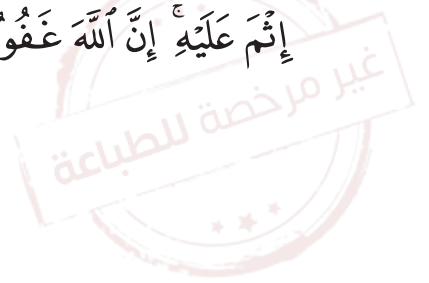 إِثْمَ عَلَيْهِ ۚ إِنَّ ٱللَّهَ
غير مرخصة للطباعة